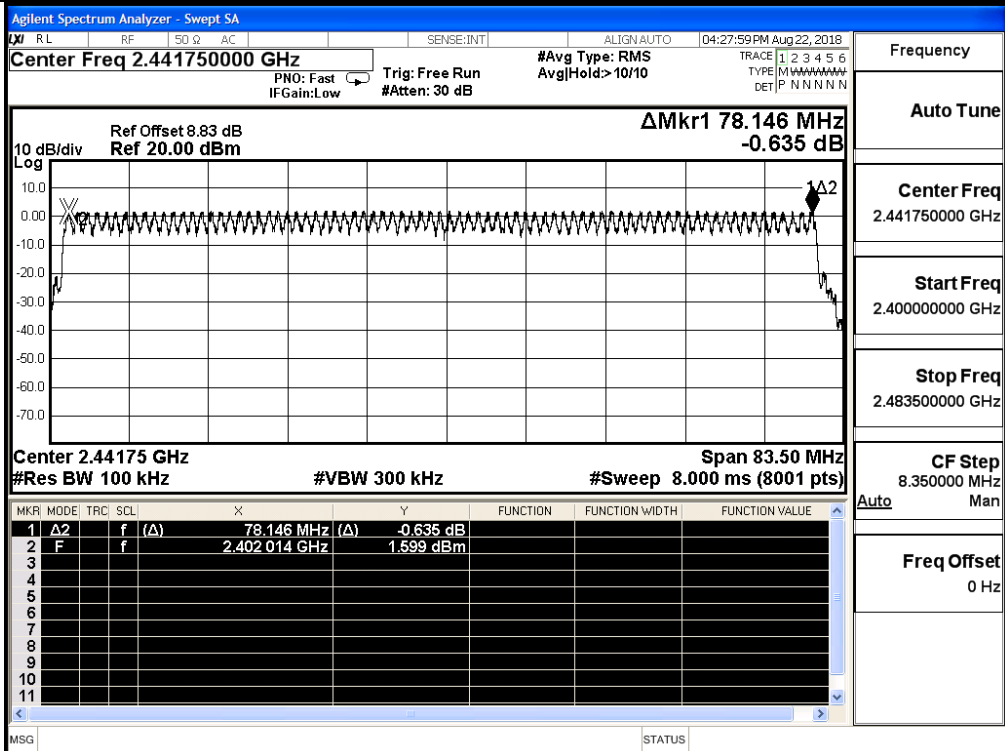 Agilent Spectrum Analyzer - Swept SA
LXI RL RF 50 Ω AC SENSE:INT ALIGN AUTO 04:27:59 PM Aug 22, 2018
Center Freq 2.441750000 GHz
#Avg Type: RMS
TRACE 1 2 3 4 5 6
PNO: Fast Trig: Free Run Avg|Hold:>10/10 TYPE M
IFGain:Low #Atten: 30 dB DET P N N N N N
ΔMkr1 78.146 MHz
-0.635 dB
Ref Offset 8.83 dB
10 dB/div Ref 20.00 dBm
Log
10.0
0.00
-10.0
-20.0
-30.0
-40.0
-50.0
-60.0
-70.0
1Δ2
Center 2.44175 GHz Span 83.50 MHz
#Res BW 100 kHz #VBW 300 kHz #Sweep 8.000 ms (8001 pts)
MKR MODE TRC SCL X Y FUNCTION FUNCTION WIDTH FUNCTION VALUE
1 Δ2 f (Δ) 78.146 MHz (Δ) -0.635 dB
2 F f 2.402 014 GHz 1.599 dBm
3
4
5
6
7
8
9
10
11
MSG STATUS
Frequency
Auto Tune
Center Freq
2.441750000 GHz
Start Freq
2.400000000 GHz
Stop Freq
2.483500000 GHz
CF Step
8.350000 MHz
Auto Man
Freq Offset
0 Hz